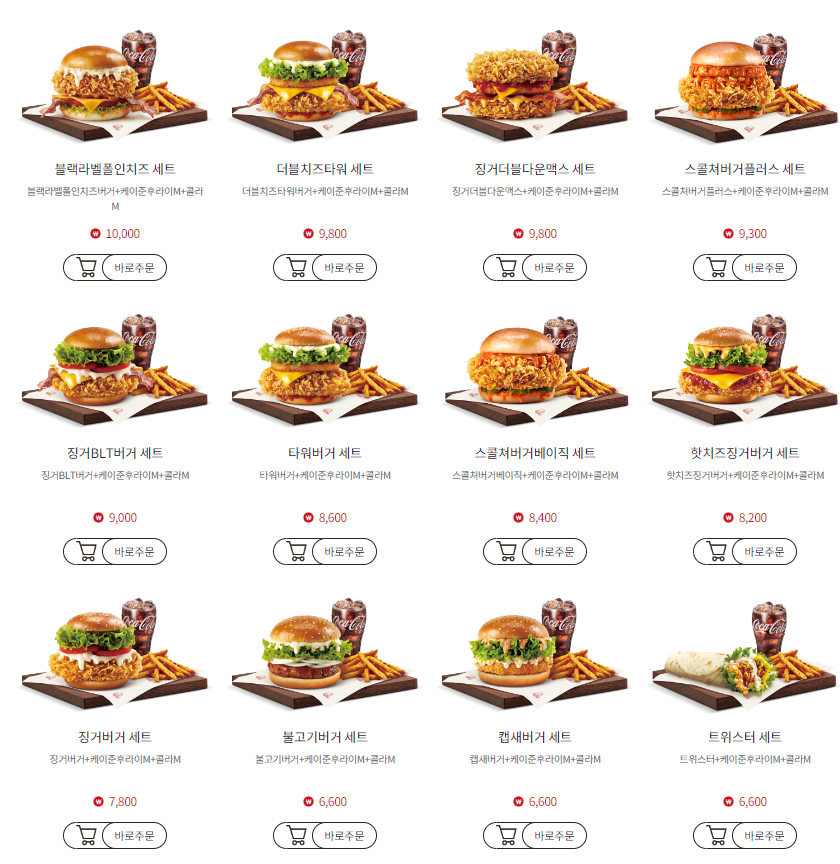 블랙라벨폴인치즈 세트
블랙라벨폴인치즈버거+케이준후라이M+콜라
M
10,000
바로주문
더블치즈타워 세트
더블치즈타워버거+케이준후라이M+콜라M
9,800
바로주문
징거더블다운맥스 세트
징거더블다운맥스+케이준후라이M+콜라M
9,800
바로주문
스콜쳐버거플러스 세트
스콜쳐버거플러스+케이준후라이M+콜라M
9,300
바로주문
징거BLT버거 세트
징거BLT버거+케이준후라이M+콜라M
9,000
바로주문
타워버거 세트
타워버거+케이준후라이M+콜라M
8,600
바로주문
스콜쳐버거베이직 세트
스콜쳐버거베이직+케이준후라이M+콜라M
8,400
바로주문
핫치즈징거버거 세트
핫치즈징거버거+케이준후라이M+콜라M
8,200
바로주문
징거버거 세트
징거버거+케이준후라이M+콜라M
7,800
바로주문
불고기버거 세트
불고기버거+케이준후라이M+콜라M
6,600
바로주문
캡새버거 세트
캡새버거+케이준후라이M+콜라M
6,600
바로주문
트위스터 세트
트위스터+케이준후라이M+콜라M
6,600
바로주문